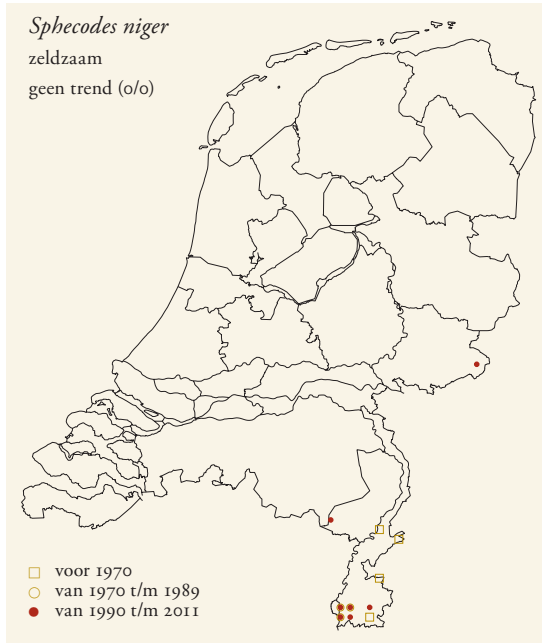 Sphecodes niger
zeldzaam
geen trend (0/0)
voor 1970
van 1970 t/m 1989
van 1990 t/m 2011